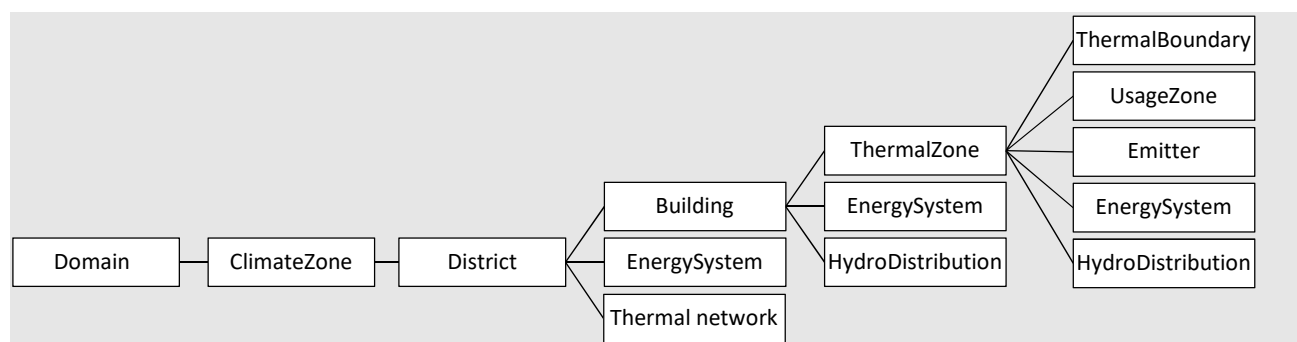 Domain
ClimateZone
District
Building
EnergySystem
Thermal network
ThermalZone
EnergySystem
HydroDistribution
ThermalBoundary
UsageZone
Emitter
EnergySystem
HydroDistribution